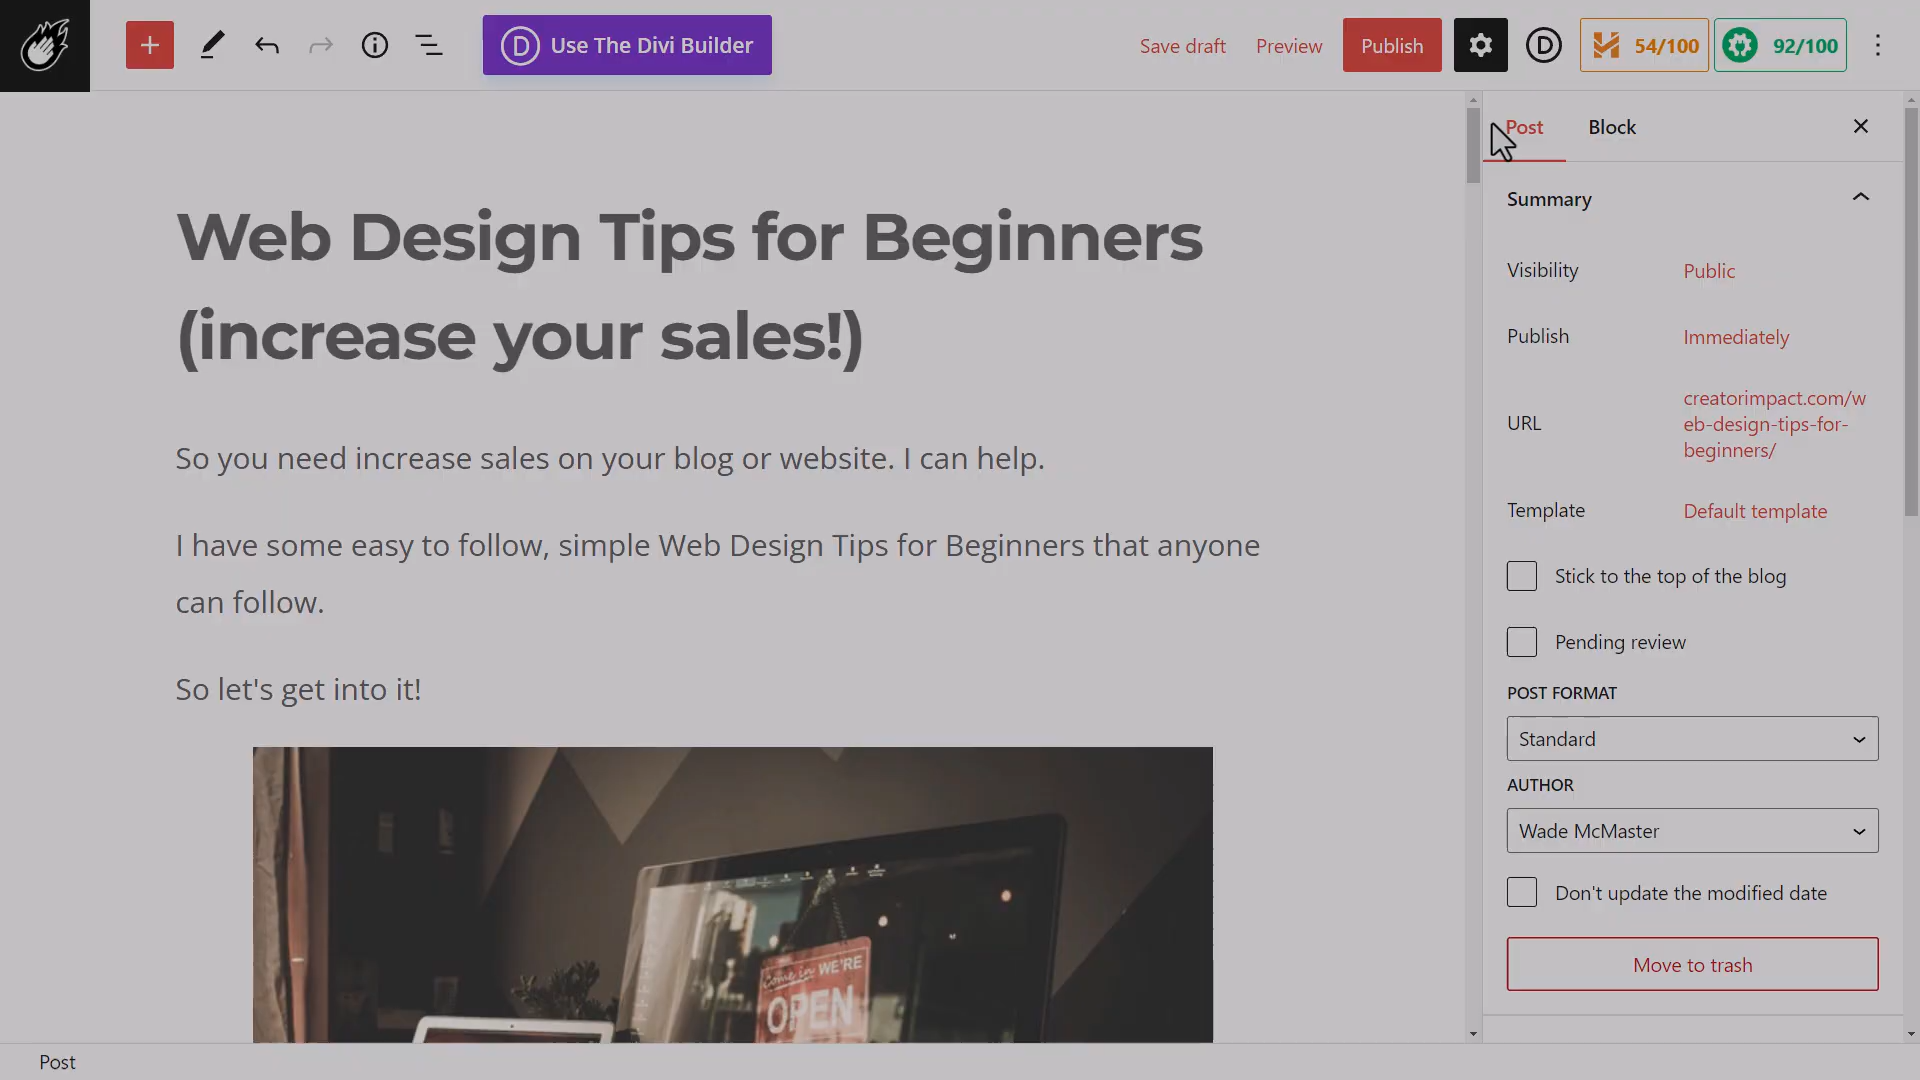 Use The Divi Builder
Save draft
Preview
Publish
54/100
92/100
Post
Block
Web Design Tips for Beginners
(increase your sales!)
So you need increase sales on your blog or website. I can help.
I have some easy to follow, simple Web Design Tips for Beginners that anyone
can follow.
So let's get into it!
come in WE'RE
OPEN
Summary
Visibility
Public
Publish
Immediately
URL
creatorimpact.com/w
eb-design-tips-for-
beginners/
Template
Default template
Stick to the top of the blog
Pending review
POST FORMAT
Standard
AUTHOR
Wade McMaster
Don't update the modified date
Move to trash
Post